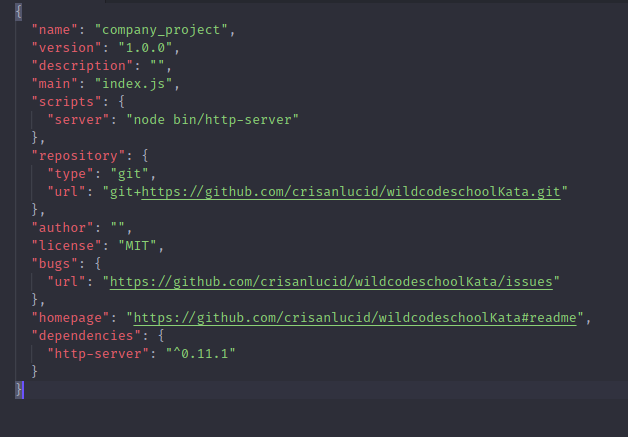 {
  "name": "company_project",
  "version": "1.0.0",
  "description": "",
  "main": "index.js",
  "scripts": {
    "server": "node bin/http-server"
  },
  "repository": {
    "type": "git",
    "url": "git+https://github.com/crisanlucid/wildcodeschoolKata.git"
  },
  "author": "",
  "license": "MIT",
  "bugs": {
    "url": "https://github.com/crisanlucid/wildcodeschoolKata/issues"
  },
  "homepage": "https://github.com/crisanlucid/wildcodeschoolKata#readme",
  "dependencies": {
    "http-server": "^0.11.1"
  }
}